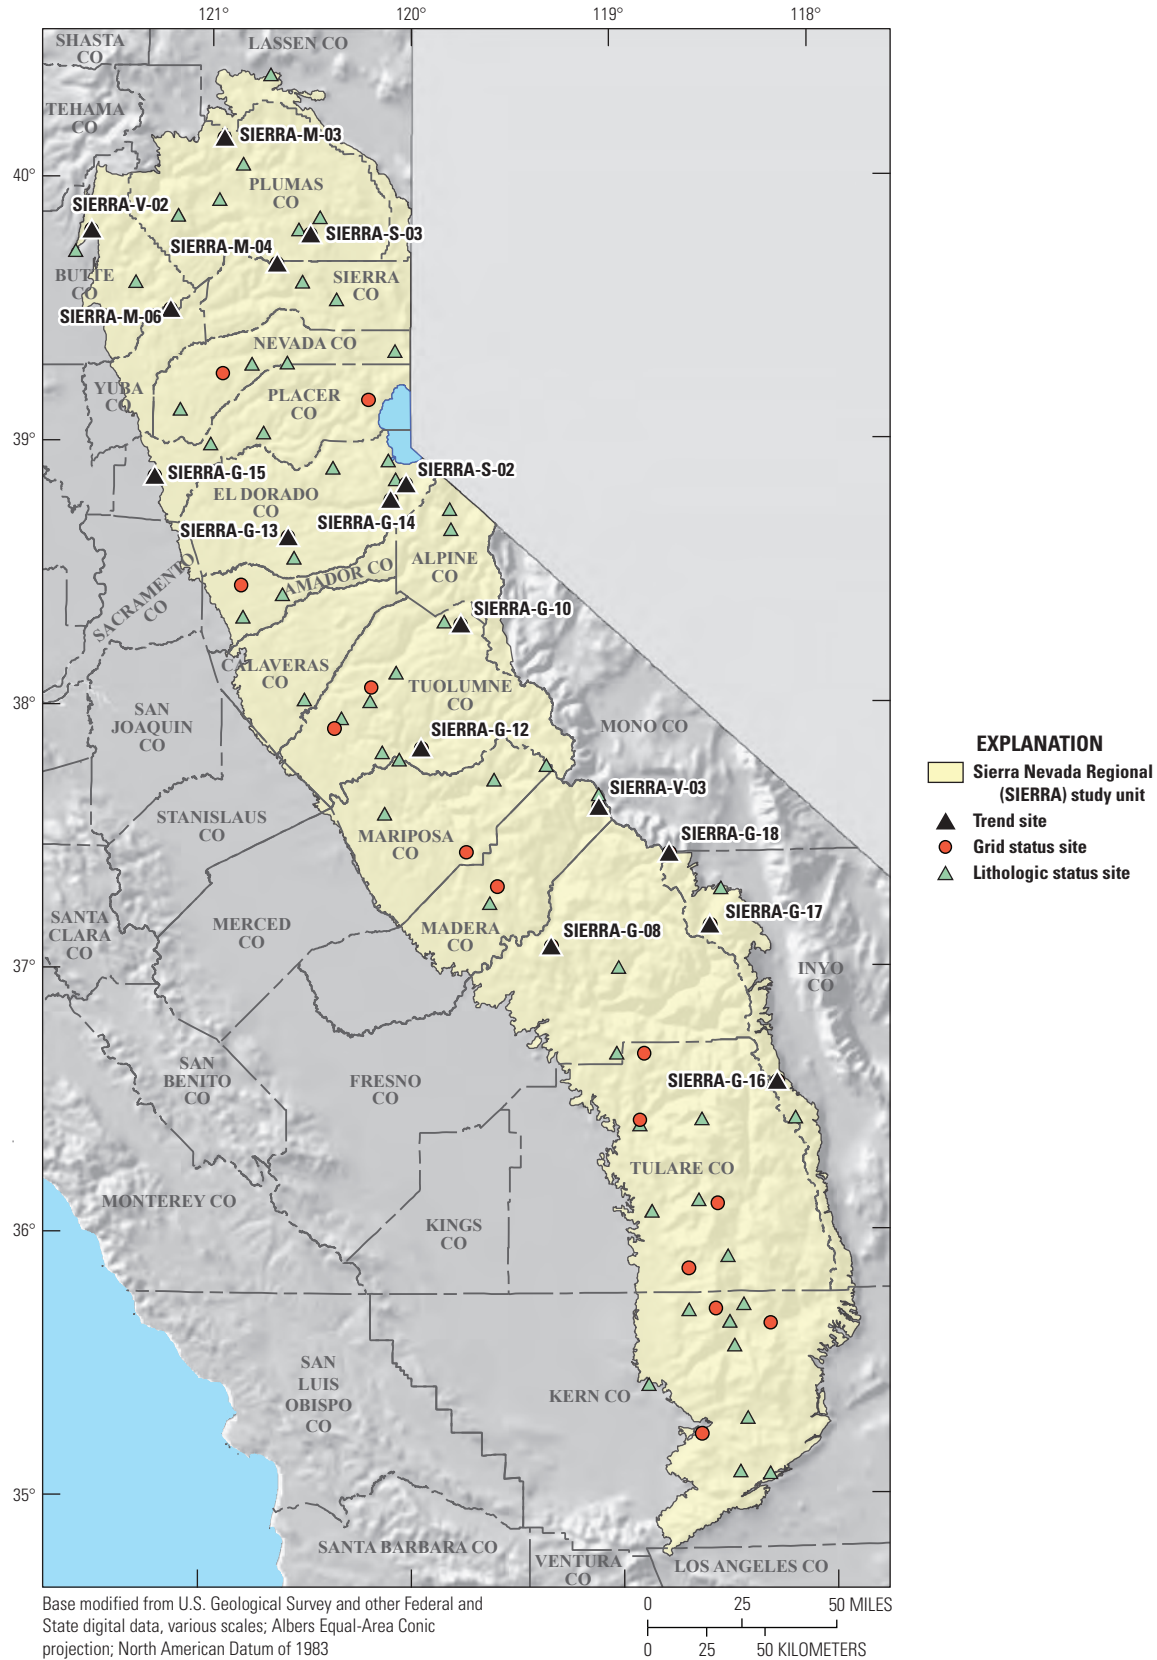 121° 120° 119° 118°
SHASTA
CO
LASSEN CO
TEHAMA
CO
SIERRA-M-03
40°
PLUMAS
CO
SIERRA-V-02
SIERRA-S-03
SIERRA-M-04
BUTTE
CO
SIERRA
CO
SIERRA-M-06
NEVADA CO
YUBA
CO
PLACER
CO
39°
SIERRA-G-15
SIERRA-S-02
EL DORADO
CO
SIERRA-G-14
SIERRA-G-13
ALPINE
CO
AMADOR CO
SACRAMENTO
CO
SIERRA-G-10
CALAVERAS
CO
TUOLUMNE
CO
38°
SAN
JOAQUIN
CO
MONO CO
SIERRA-G-12
SIERRA-V-03
STANISLAUS
CO
MARIPOSA
CO
SIERRA-G-18
SANTA
CLARA
CO
MERCED
CO
MADERA
CO
SIERRA-G-17
SIERRA-G-08
37°
INYO
CO
SAN
BENITO
CO
FRESNO
CO
SIERRA-G-16
TULARE CO
MONTEREY CO
KINGS
CO
36°
SAN
LUIS
OBISPO
CO
KERN CO
35°
SANTA BARBARA CO
VENTURA
CO
LOS ANGELES CO
EXPLANATION
Sierra Nevada Regional
(SIERRA) study unit
Trend site
Grid status site
Lithologic status site
Base modified from U.S. Geological Survey and other Federal and
State digital data, various scales; Albers Equal-Area Conic
projection; North American Datum of 1983
0 25 50 MILES
0 25 50 KILOMETERS